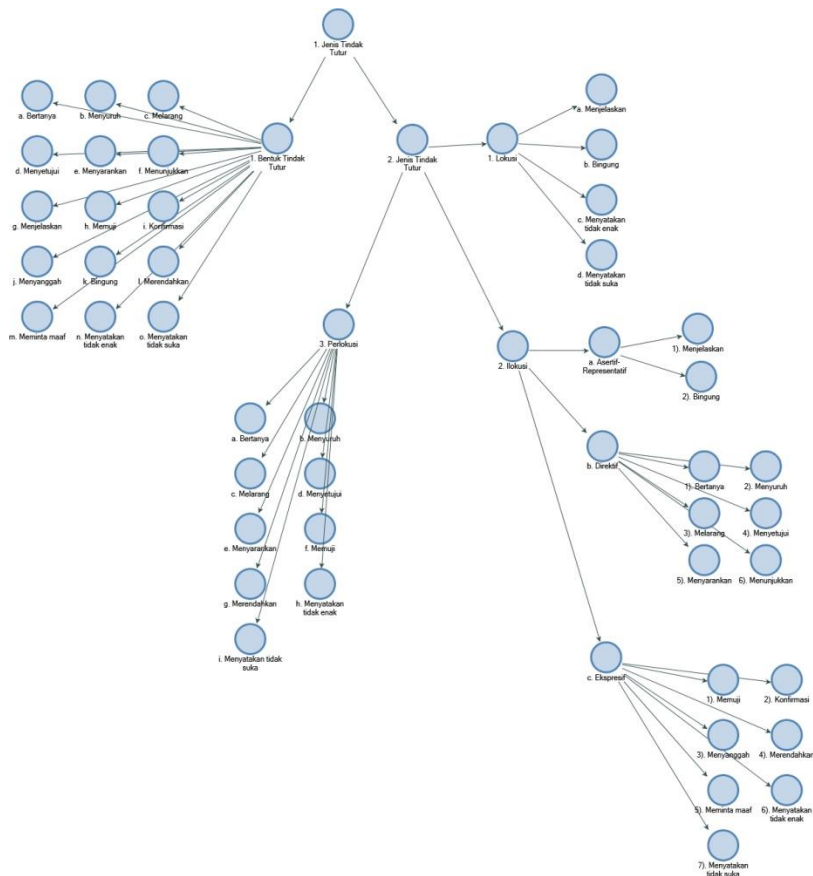 1. Jenis Tindak
Tutur
a. Bertanya
b. Menyuruh
c. Melarang
1. Bentuk Tindak
Tutur
d. Menyetujui
e. Menyarankan
f. Menunjukkan
g. Menjelaskan
h. Memuji
i. Konfirmasi
j. Menyanggah
k. Bingung
l. Merendahkan
m. Meminta maaf
n. Menyatakan
tidak enak
o. Menyatakan
tidak suka
2. Jenis Tindak
Tutur
1. Lokusi
a. Menjelaskan
b. Bingung
c. Menyatakan
tidak enak
d. Menyatakan
tidak suka
3. Perlokusi
a. Bertanya
b. Menyuruh
c. Melarang
d. Menyetujui
e. Menyarankan
f. Memuji
g. Merendahkan
h. Menyatakan
tidak enak
i. Menyatakan tidak
suka
2. Ilokusi
a. Asertif-
Representatif
1). Menjelaskan
2). Bingung
b. Direktif
1). Bertanya
2). Menyuruh
3). Melarang
4). Menyetujui
5). Menyarankan
6). Menunjukkan
c. Ekspresif
1). Memuji
2). Konfirmasi
3). Menyanggah
4). Merendahkan
5). Meminta maaf
6). Menyatakan
tidak enak
7). Menyatakan
tidak suka